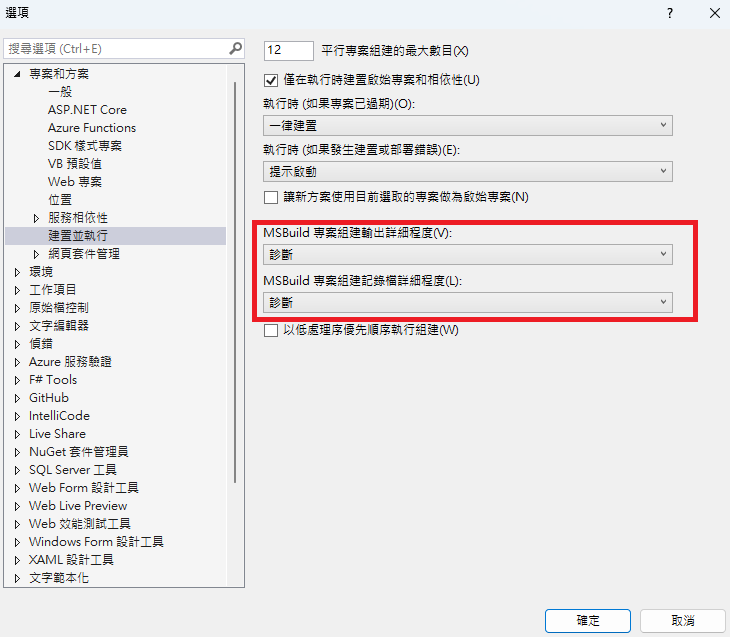 選項
搜尋選項 (Ctrl+E)
專案和方案
一般
ASP.NET Core
Azure Functions
SDK 樣式專案
VB 預設值
Web 專案
位置
服務相依性
建置並執行
網頁套件管理
環境
工作項目
原始檔控制
文字編輯器
偵錯
Azure 服務驗證
F# Tools
GitHub
IntelliCode
Live Share
NuGet 套件管理員
SQL Server 工具
Web Form 設計工具
Web Live Preview
Web 效能測試工具
Windows Form 設計工具
XAML 設計工具
文字範本化
12 平行專案組建的最大數目(X)
僅在執行時建置啟始專案和相依性(U)
執行時 (如果專案已過期)(O):
一律建置
執行時 (如果發生建置或部署錯誤)(E):
提示啟動
讓新方案使用目前選取的專案做為啟始專案(N)
MSBuild 專案組建輸出詳細程度(V):
診斷
MSBuild 專案組建記錄檔詳細程度(L):
診斷
以低處理序優先順序執行組建(W)
確定
取消